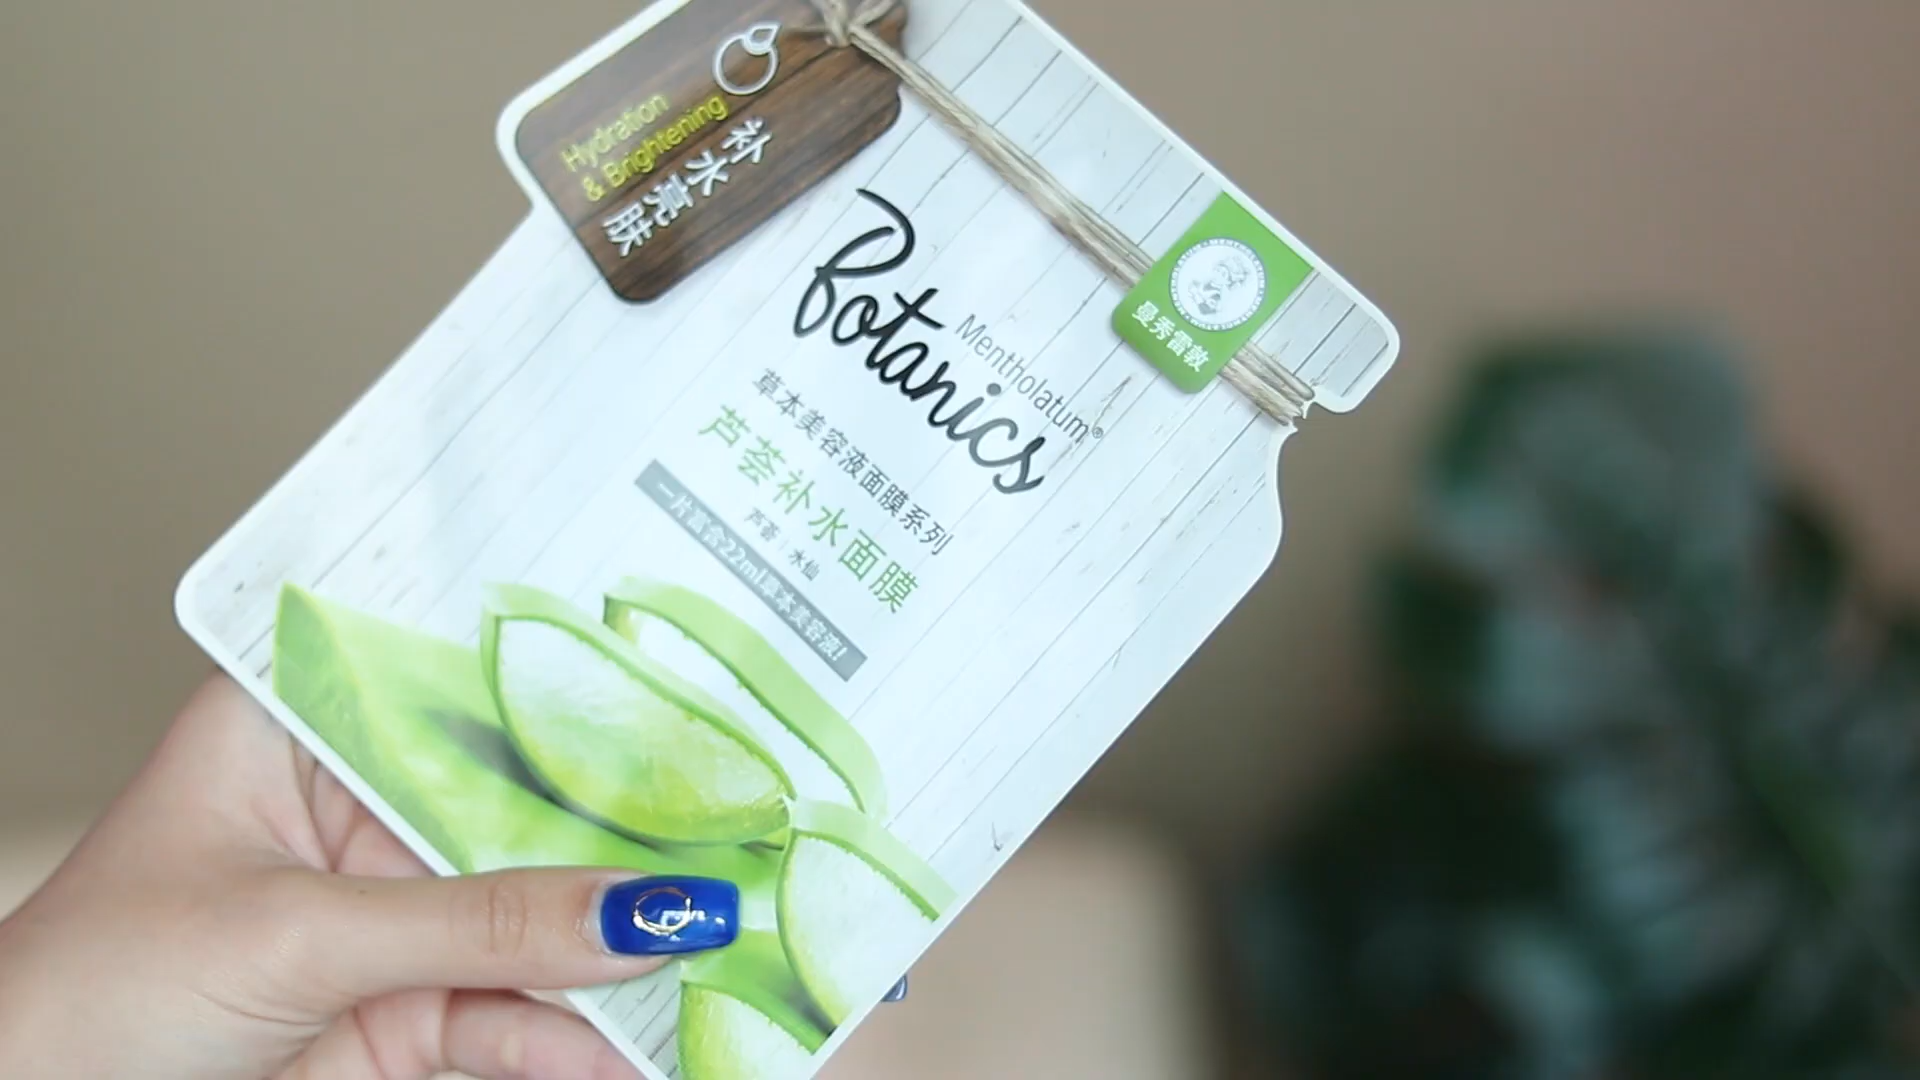 Hydration
& Brightening
补水亮肤
曼秀雷敦
Mentholatum®
Botanics
草本美容液面膜系列
芦荟补水面膜
芦荟 | 水仙
一片富含22ml草本美容液!